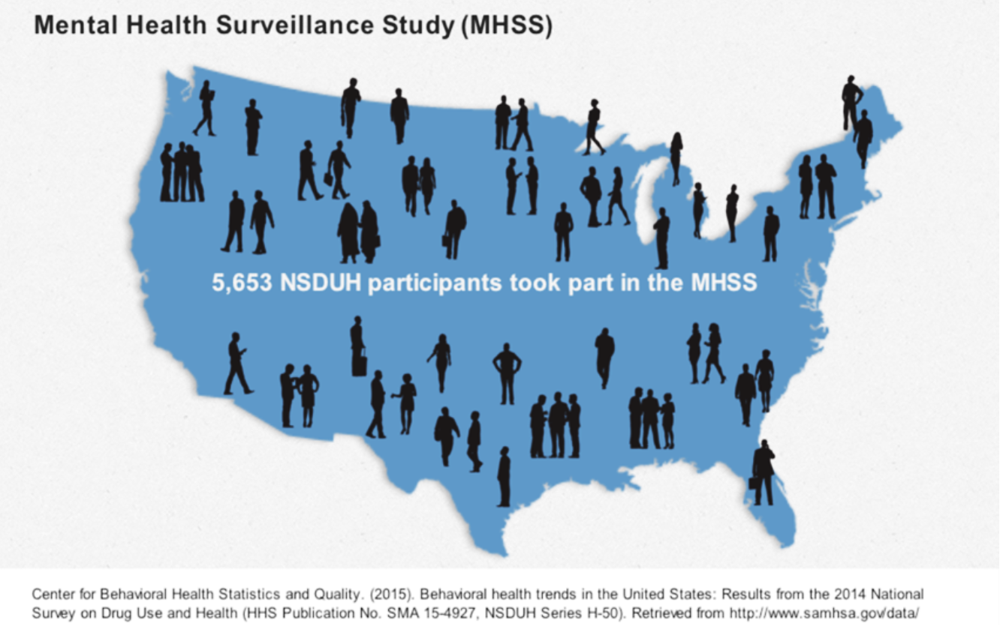 Mental Health Surveillance Study (MHSS)
5,653 NSDUH participants took part in the MHSS
Center for Behavioral Health Statistics and Quality. (2015). Behavioral health trends in the United States: Results from the 2014 National
Survey on Drug Use and Health (HHS Publication No. SMA 15-4927, NSDUH Series H-50). Retrieved from http://www.samhsa.gov/data/